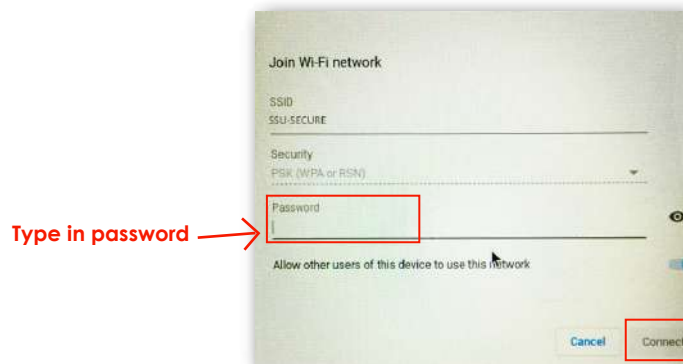 Join Wi-Fi network
SSID
SSU-SECURE
Security
PSK (WPA or RSN)
Password
Type in password
Allow other users of this device to use this network
Cancel
Connect